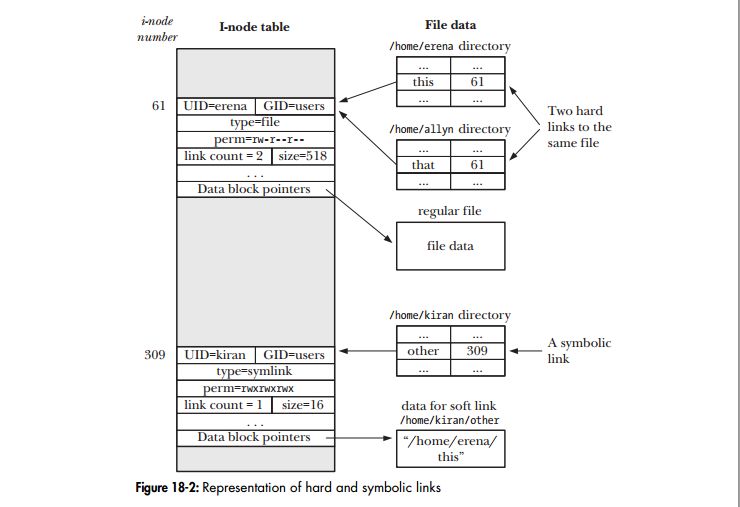 i-node
number
I-node table
File data
/home/erena directory
... ...
this 61
... ...
61
UID=erena GID=users
type=file
perm=rw-r--r--
link count = 2 size=518
. . .
Data block pointers
Two hard
links to the
same file
/home/allyn directory
... ...
that 61
... ...
regular file
file data
/home/kiran directory
... ...
other 309
... ...
A symbolic
link
309
UID=kiran GID=users
type=symlink
perm=rwxrwxrwx
link count = 1 size=16
. . .
Data block pointers
data for soft link
/home/kiran/other
“/home/erena/
this”
Figure 18-2: Representation of hard and symbolic links